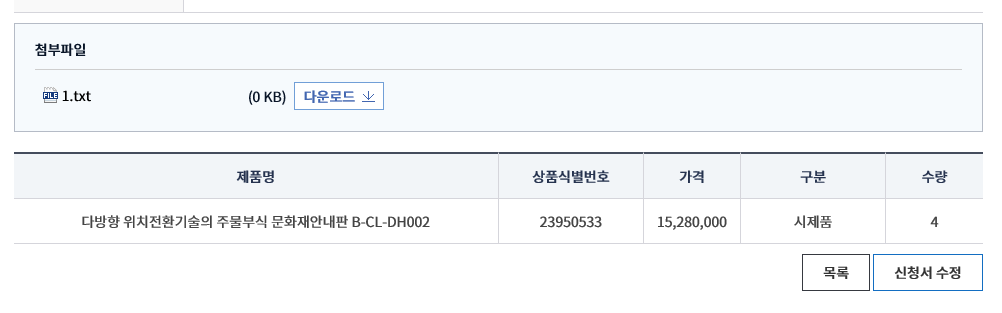 첨부파일
FILE 1.txt (0 KB) 다운로드
제품명 상품식별번호 가격 구분 수량
다방향 위치전환기술의 주물부식 문화재안내판 B-CL-DH002 23950533 15,280,000 시제품 4
목록 신청서 수정